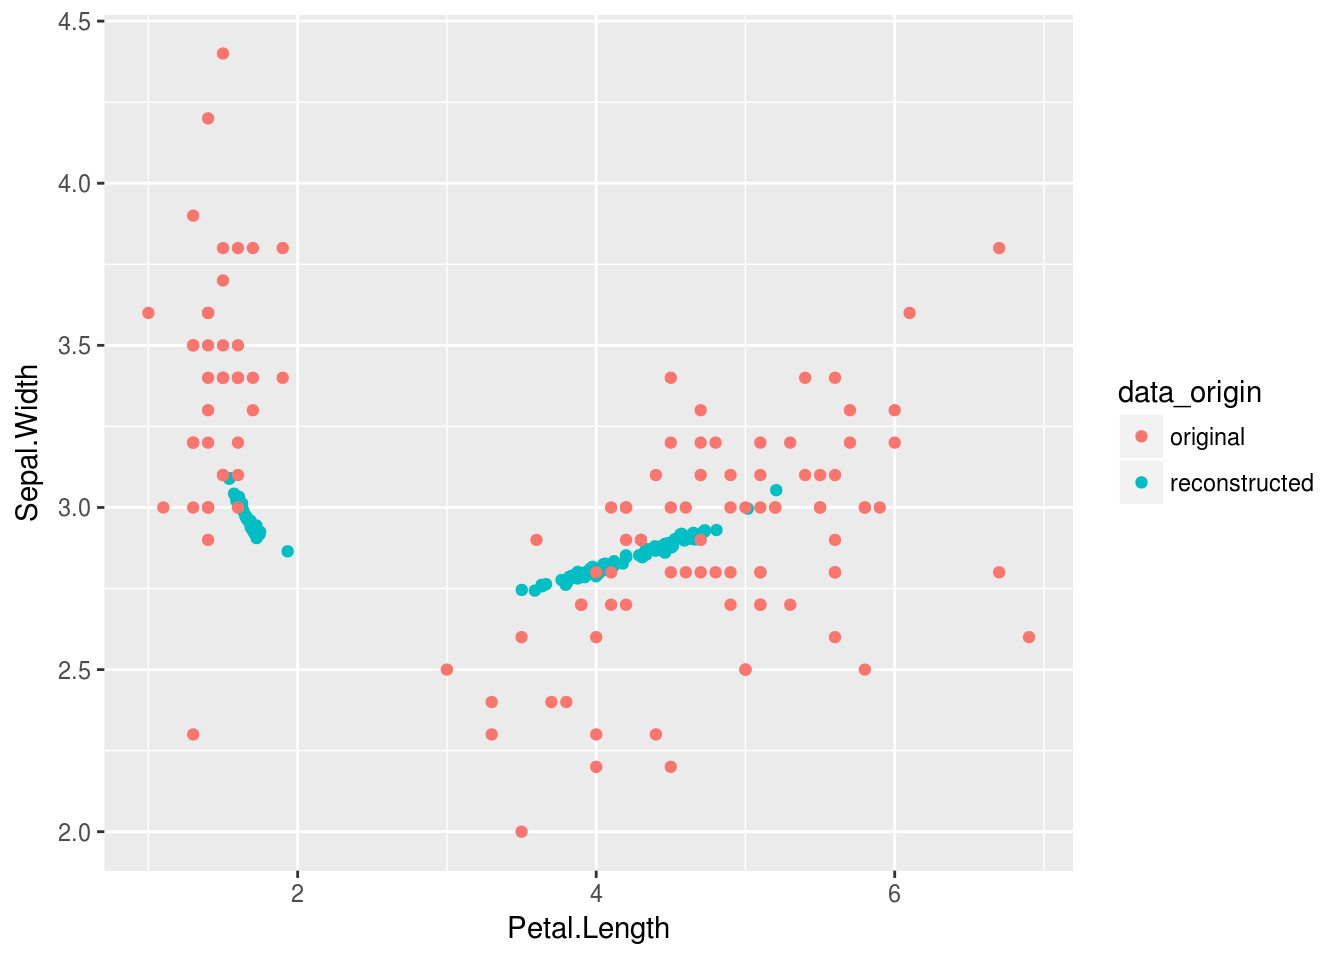 4.5
4.0
3.5
3.0
2.5
2.0
Sepal.Width
2
4
6
Petal.Length
data_origin
original
reconstructed